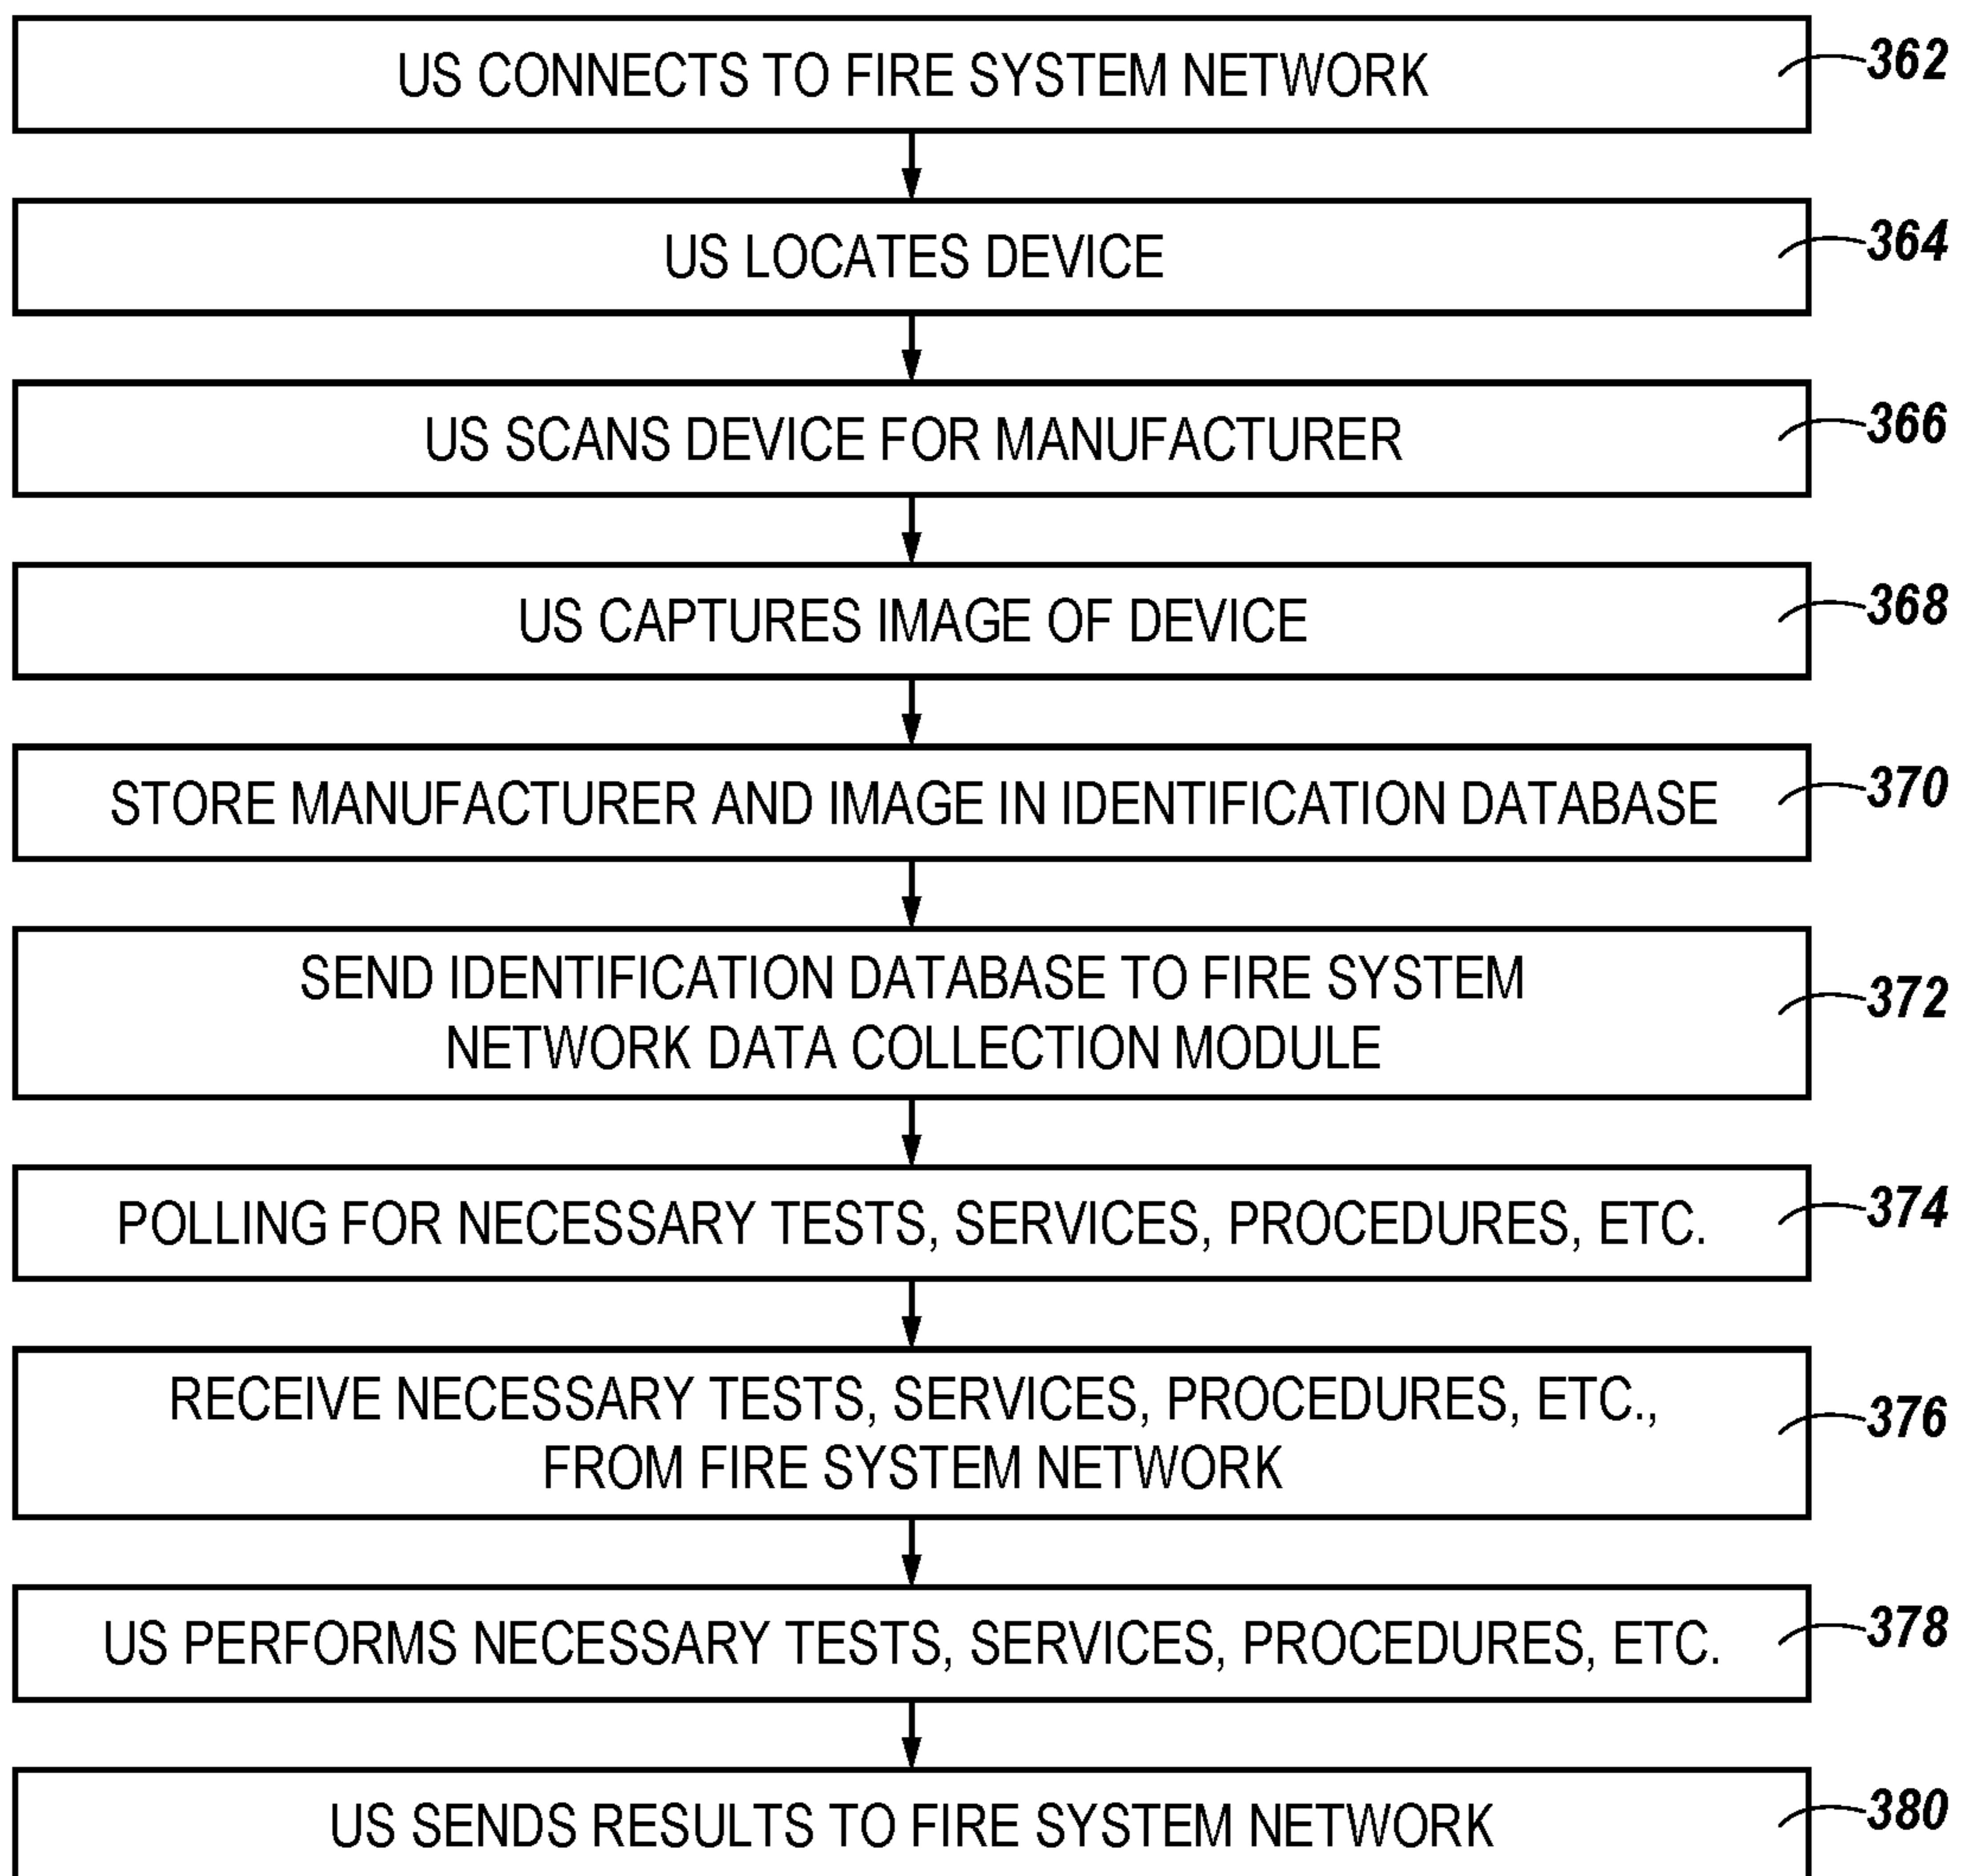 US CONNECTS TO FIRE SYSTEM NETWORK
362
US LOCATES DEVICE
364
US SCANS DEVICE FOR MANUFACTURER
366
US CAPTURES IMAGE OF DEVICE
368
STORE MANUFACTURER AND IMAGE IN IDENTIFICATION DATABASE
370
SEND IDENTIFICATION DATABASE TO FIRE SYSTEM
NETWORK DATA COLLECTION MODULE
372
POLLING FOR NECESSARY TESTS, SERVICES, PROCEDURES, ETC.
374
RECEIVE NECESSARY TESTS, SERVICES, PROCEDURES, ETC.,
FROM FIRE SYSTEM NETWORK
376
US PERFORMS NECESSARY TESTS, SERVICES, PROCEDURES, ETC.
378
US SENDS RESULTS TO FIRE SYSTEM NETWORK
380